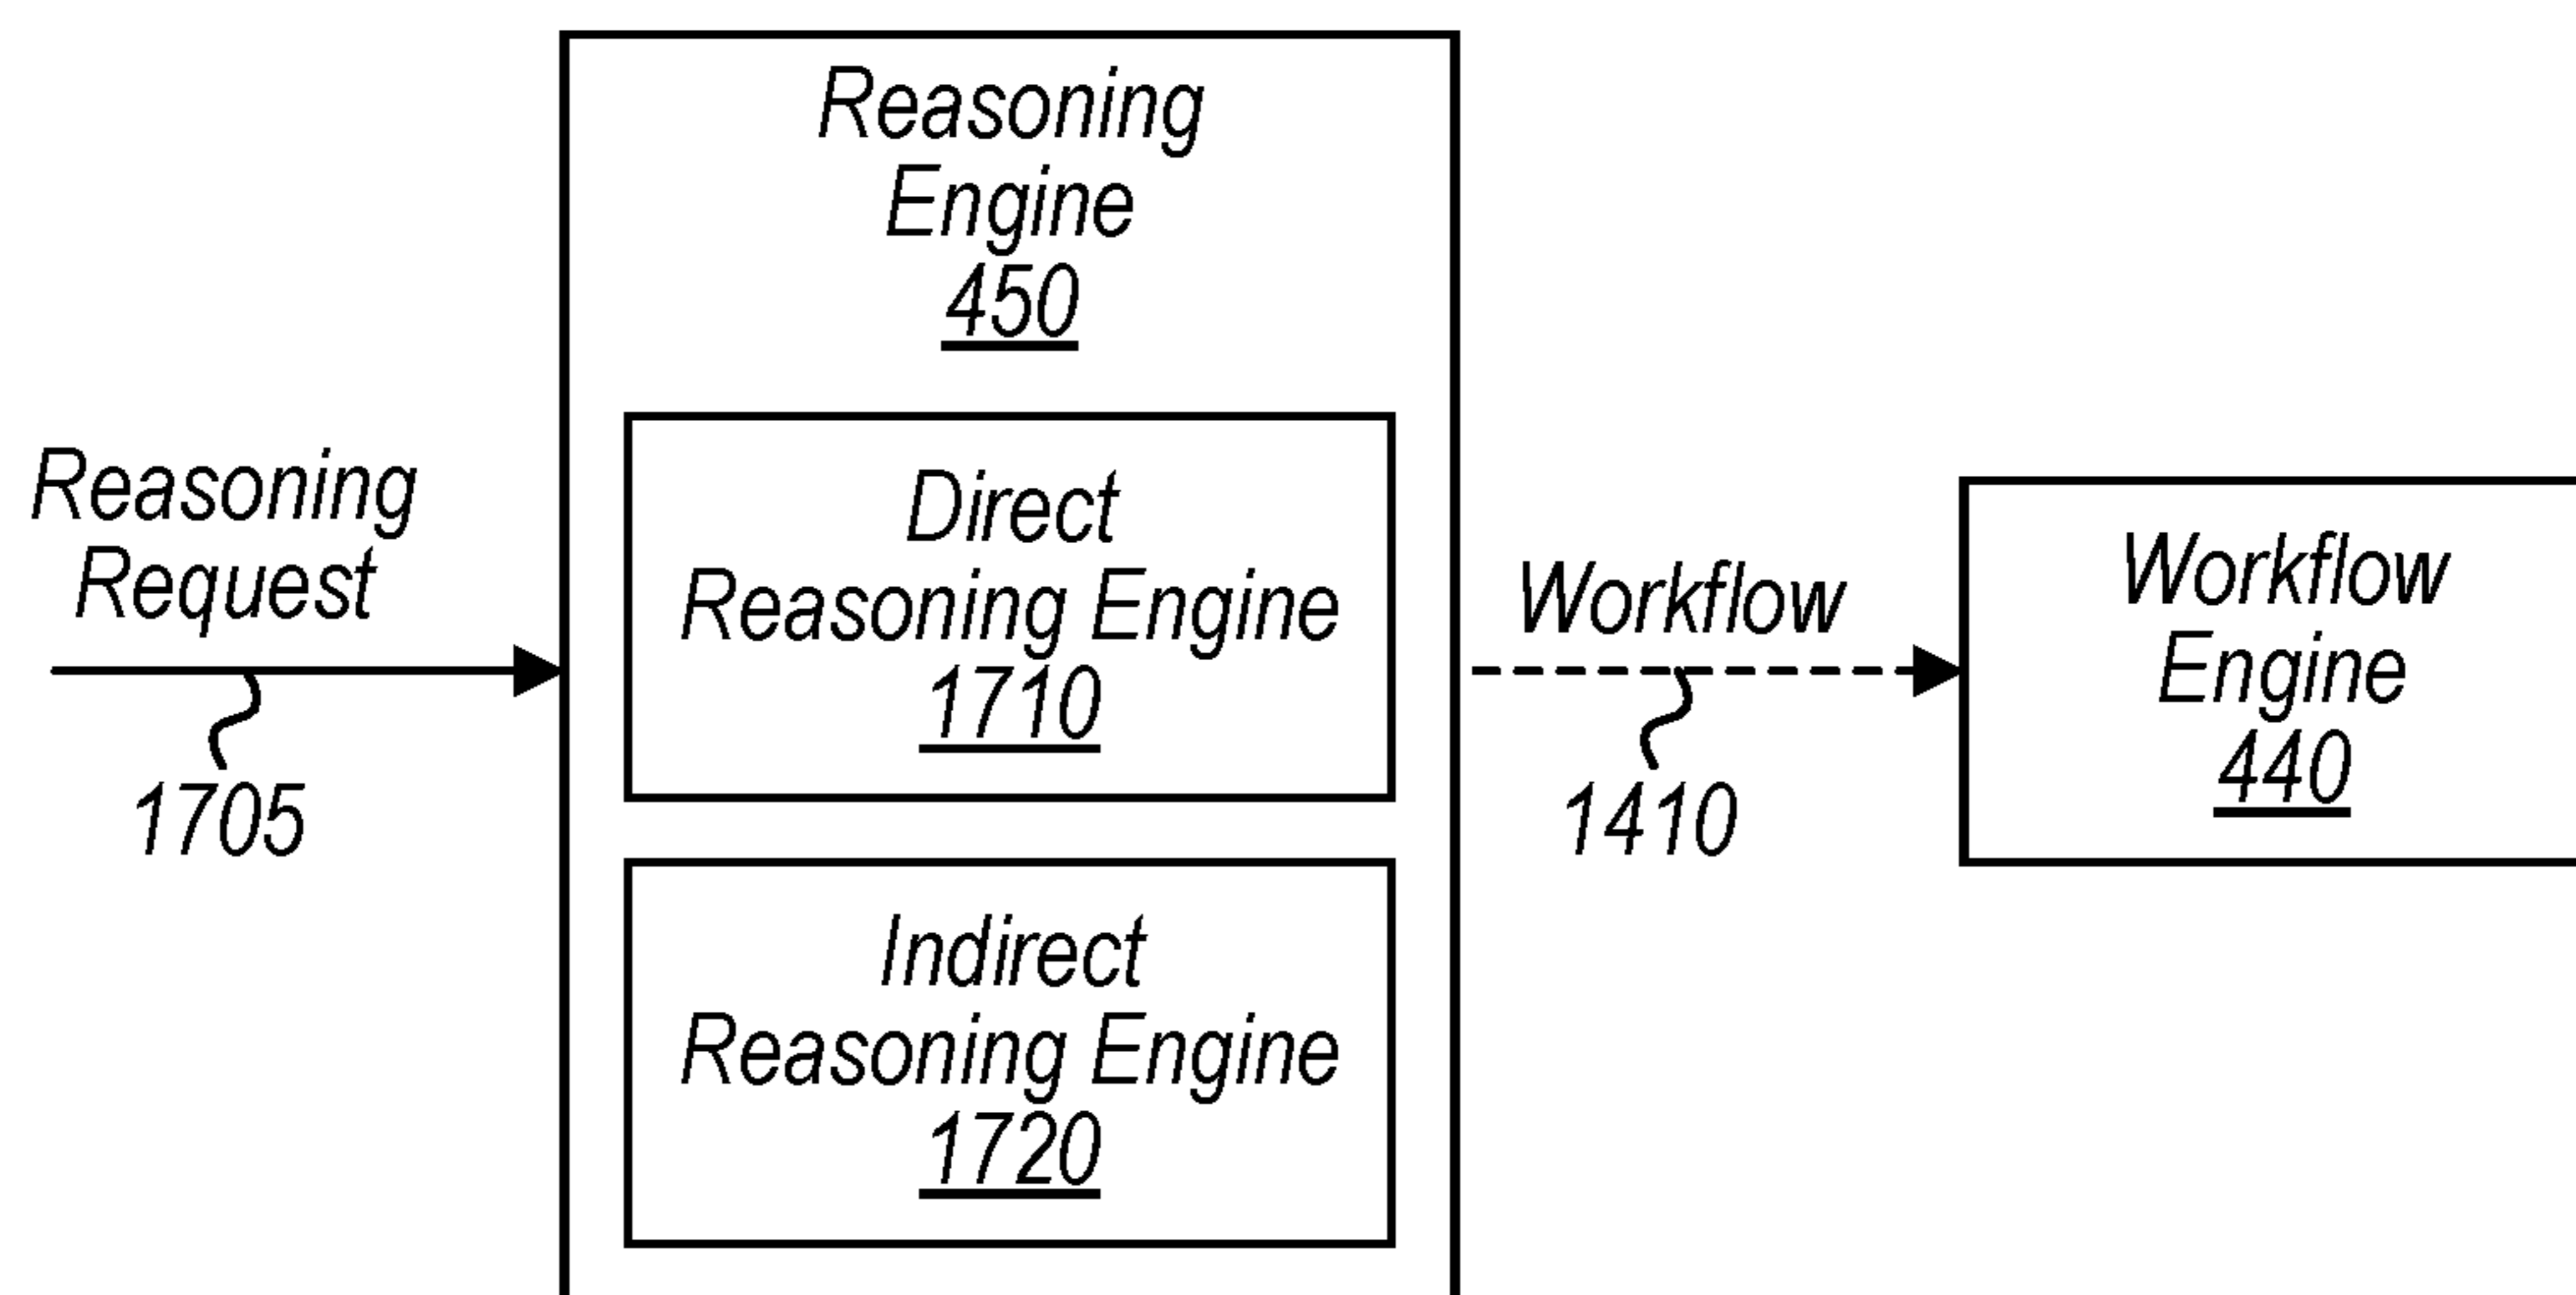 Reasoning
Engine
450
Reasoning
Request
1705
Direct
Reasoning Engine
1710
Indirect
Reasoning Engine
1720
Workflow
1410
Workflow
Engine
440